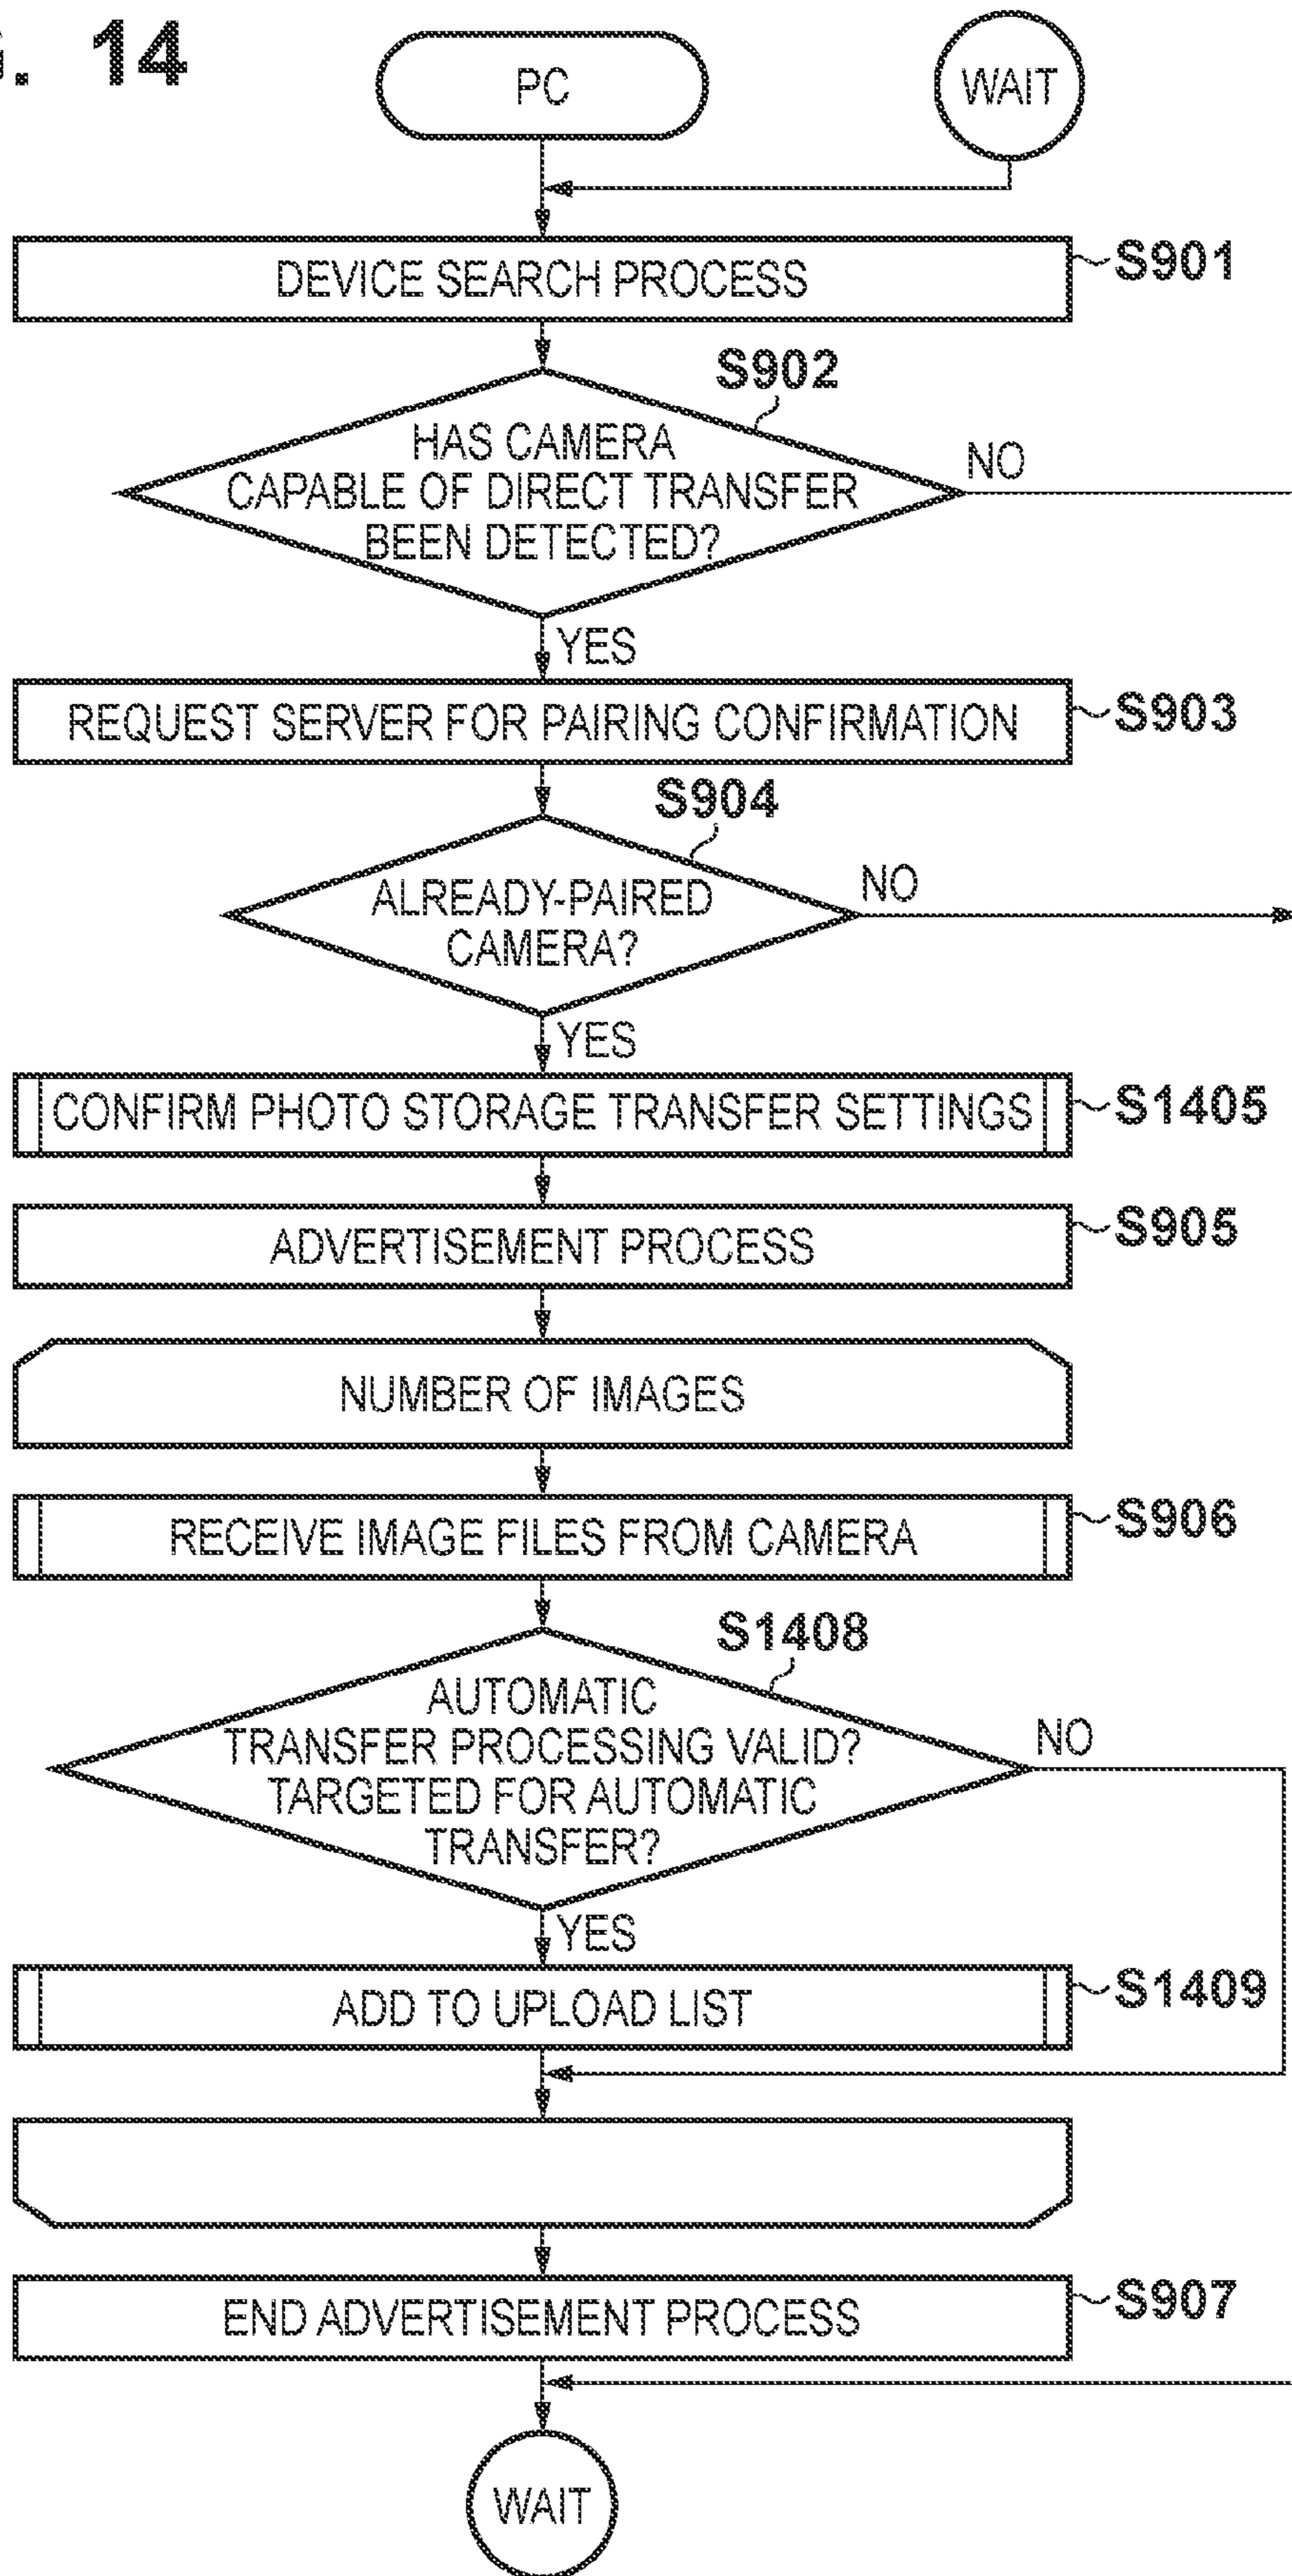 . 14
PC
WAIT
DEVICE SEARCH PROCESS
S901
S902
HAS CAMERA
CAPABLE OF DIRECT TRANSFER
BEEN DETECTED?
NO
YES
REQUEST SERVER FOR PAIRING CONFIRMATION
S903
S904
ALREADY-PAIRED
CAMERA?
NO
YES
CONFIRM PHOTO STORAGE TRANSFER SETTINGS
S1405
ADVERTISEMENT PROCESS
S905
NUMBER OF IMAGES
RECEIVE IMAGE FILES FROM CAMERA
S906
S1408
AUTOMATIC
TRANSFER PROCESSING VALID?
TARGETED FOR AUTOMATIC
TRANSFER?
NO
YES
ADD TO UPLOAD LIST
S1409
END ADVERTISEMENT PROCESS
S907
WAIT